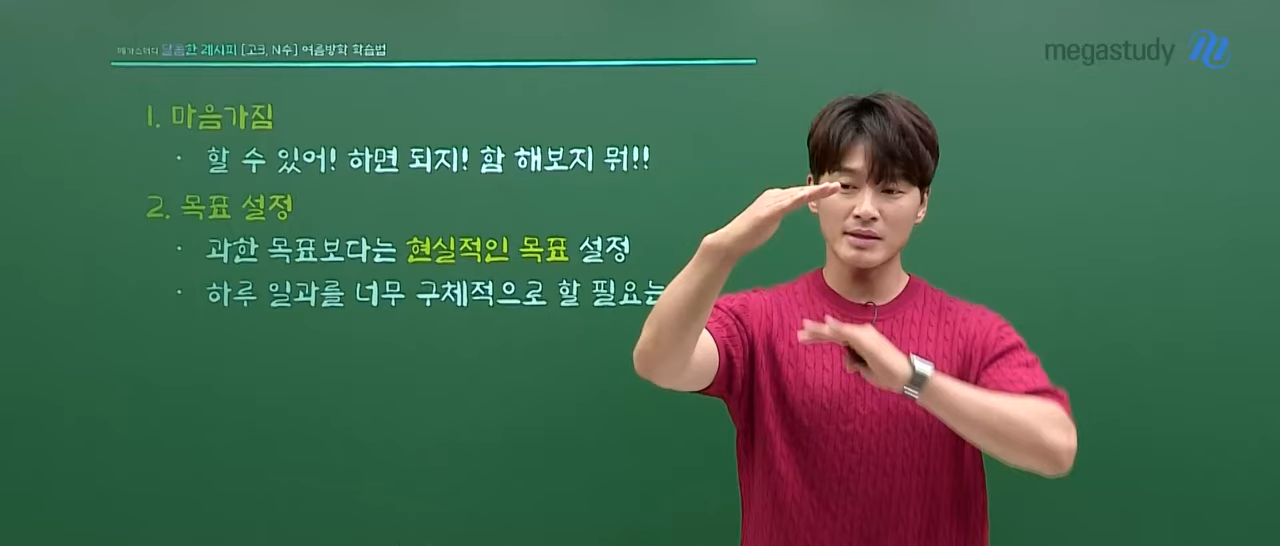 메가스터디 달콤한 레시피 [고3, N수] 여름방학 학습법
megastudy
1. 마음가짐
· 할 수 있어! 하면 되지! 함 해보지 뭐!!
2. 목표 설정
· 과한 목표보다는 현실적인 목표 설정
· 하루 일과를 너무 구체적으로 할 필요는